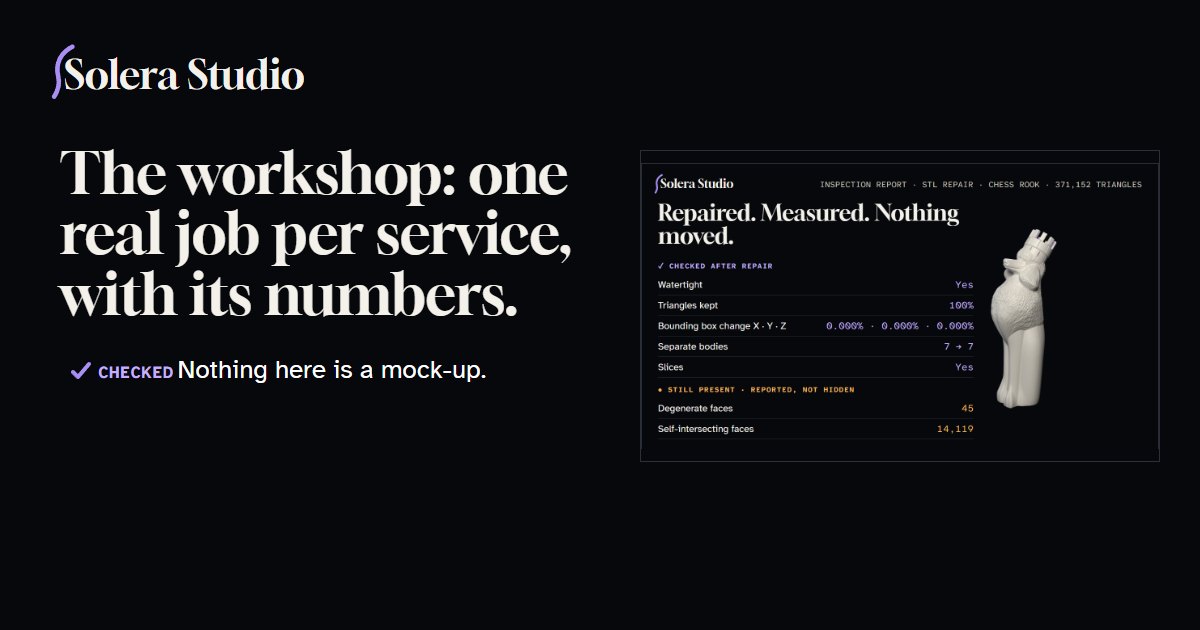 Solera Studio
The workshop: one
real job per service,
with its numbers.
✓ CHECKED Nothing here is a mock-up.
Solera Studio
INSPECTION REPORT · STL REPAIR · CHESS ROOK · 371,152 TRIANGLES
Repaired. Measured. Nothing
moved.
✓ CHECKED AFTER REPAIR
Watertight Yes
Triangles kept 100%
Bounding box change X · Y · Z 0.000% · 0.000% · 0.000%
Separate bodies 7 → 7
Slices Yes
• STILL PRESENT · REPORTED, NOT HIDDEN
Degenerate faces 45
Self-intersecting faces 14,119